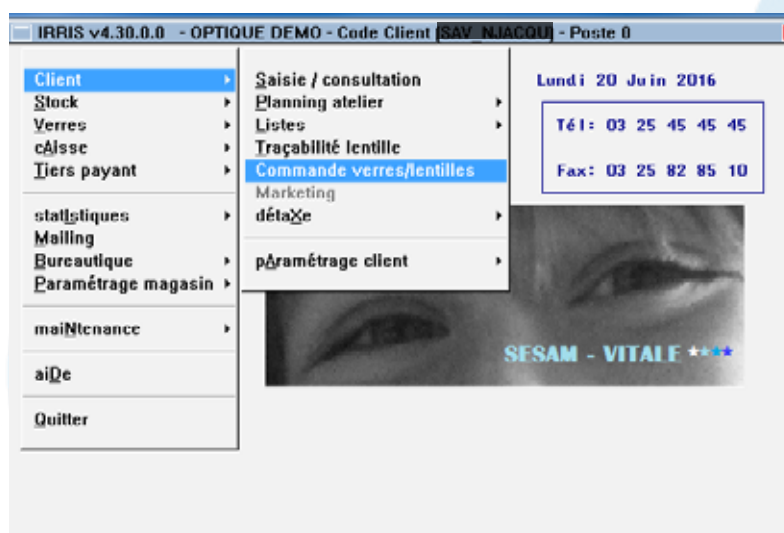 IRRIS v4.30.0.0 - OPTIQUE DEMO - Code Client [SAV_NJACQU] - Poste 0
Client
Stock
Verres
cAisse
Tiers payant
statIstiques
Mailing
Bureautique
Paramétrage magasin
maiNtenance
aiDe
Quitter
Saisie / consultation
Planning atelier
Listes
Traçabilité lentille
Commande verres/lentilles
Marketing
détaXe
pAramétrage client
Lundi 20 Juin 2016
Tél: 03 25 45 45 45
Fax: 03 25 82 85 10
SESAM - VITALE ****